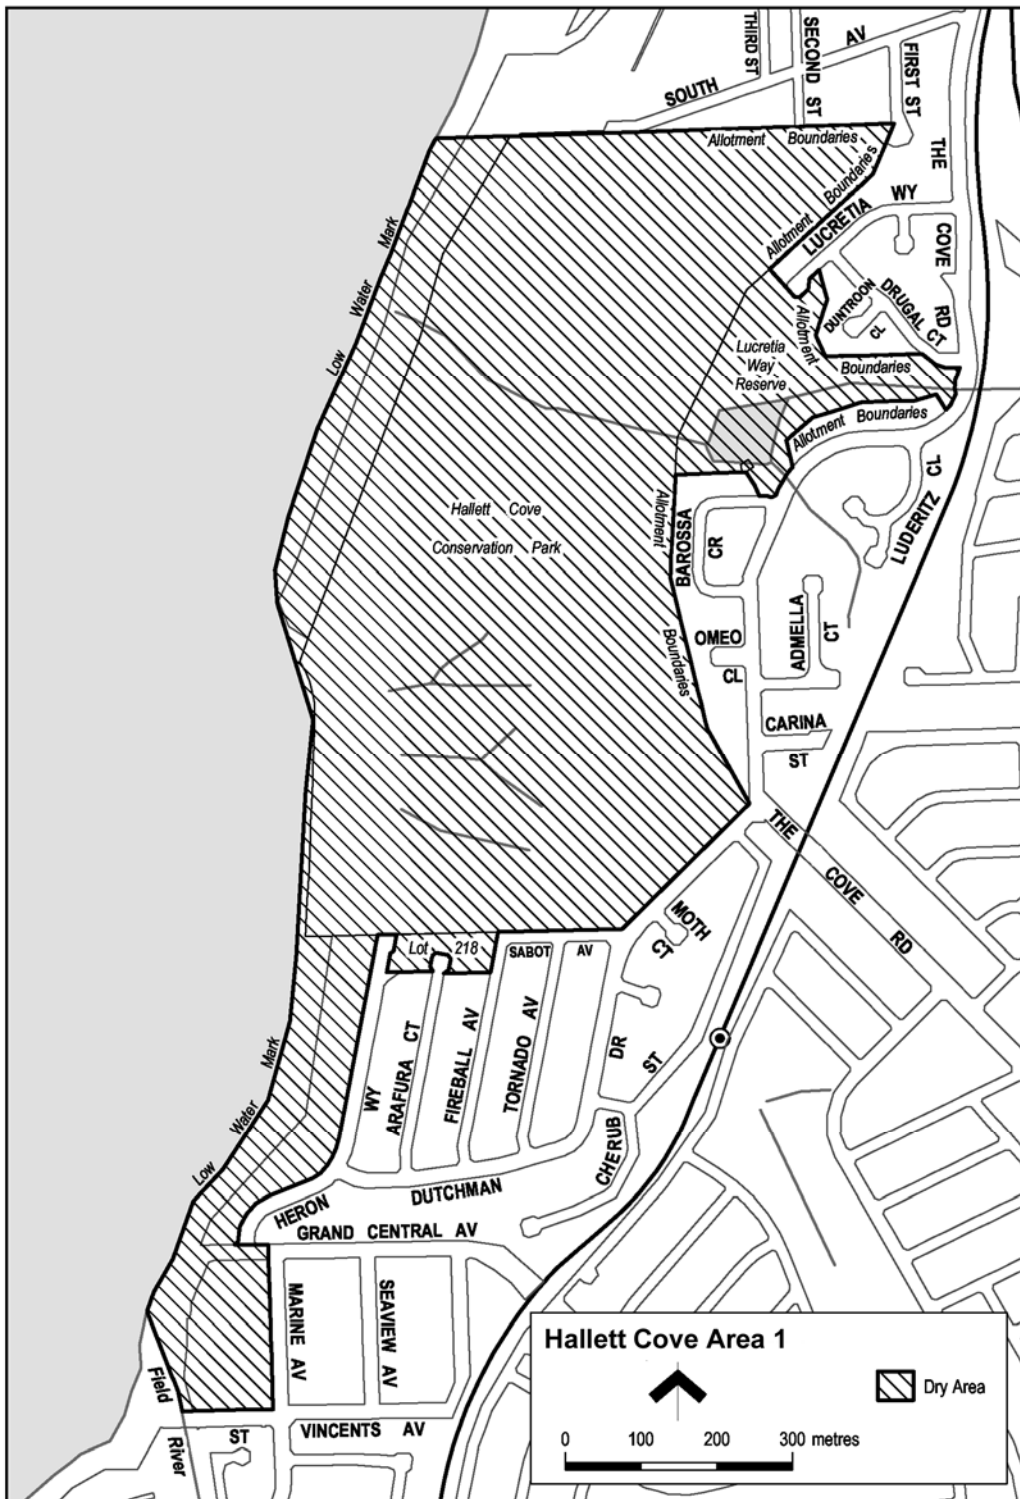 THIRD ST
SECOND ST
SOUTH AV
FIRST ST
Allotment Boundaries
THE COVE RD
Allotment Boundaries
LUCRETIA WY
Low Water Mark
DUNTROON CL
DRUGAL CT
Allotment Boundaries
Lucretia
Way
Reserve
Allotment Boundaries
LUDERITZ CL
Hallett Cove
Conservation Park
Allotment Boundaries
BAROSSA CR
OMEO CL
ADMELLA CT
CARINA ST
THE COVE RD
MOTH CT
Lot 218
SABOT AV
Low Water Mark
HERON WY
ARAFURA CT
FIREBALL AV
TORNADO AV
DUTCHMAN DR
CHERUB ST
GRAND CENTRAL AV
MARINE AV
SEAVIEW AV
Field River
ST
VINCENTS AV
Hallett Cove Area 1
Dry Area
0 100 200 300 metres